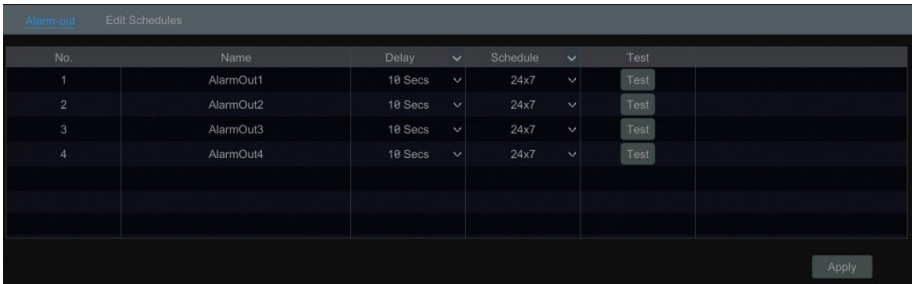 Alarm-out Edit Schedules
No. Name Delay Schedule Test
1 AlarmOut1 10 Secs 24x7 Test
2 AlarmOut2 10 Secs 24x7 Test
3 AlarmOut3 10 Secs 24x7 Test
4 AlarmOut4 10 Secs 24x7 Test
Apply